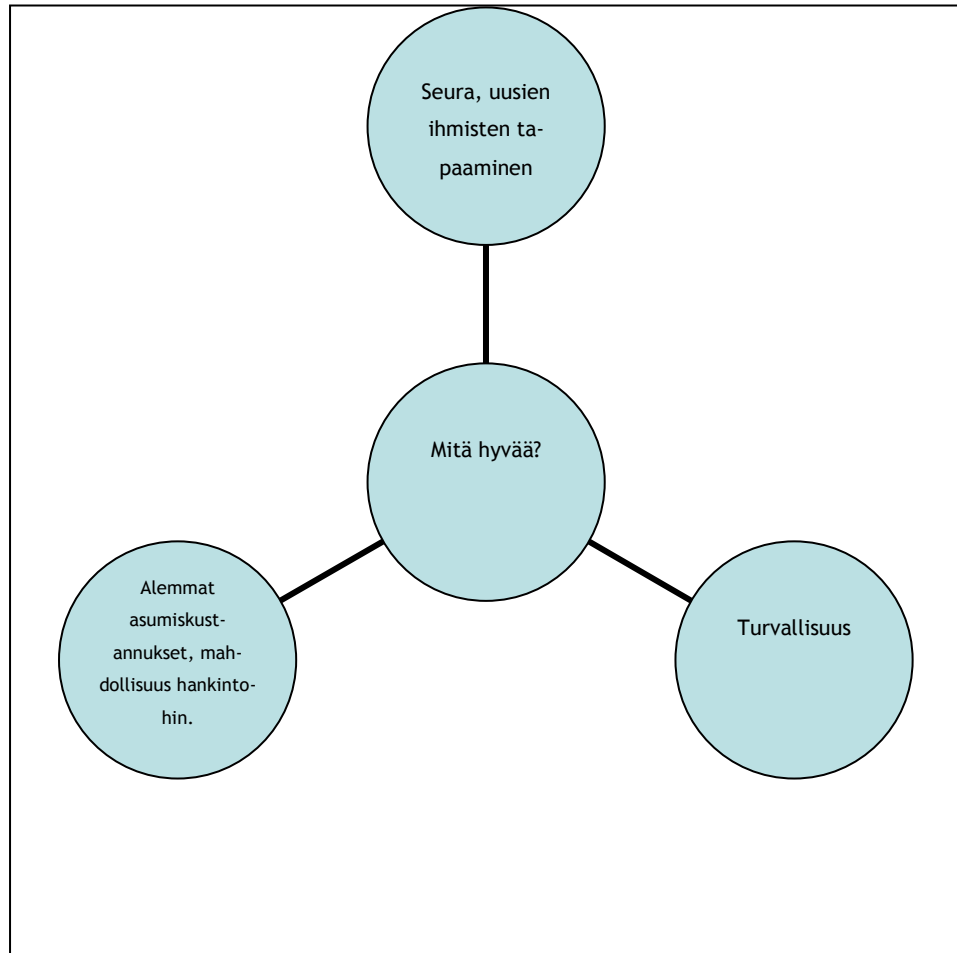 Seura, uusien
ihmisten ta-
paaminen
Mitä hyvää?
Alemmat
asumiskust-
annukset, mah-
dollisuus hankinto-
hin.
Turvallisuus